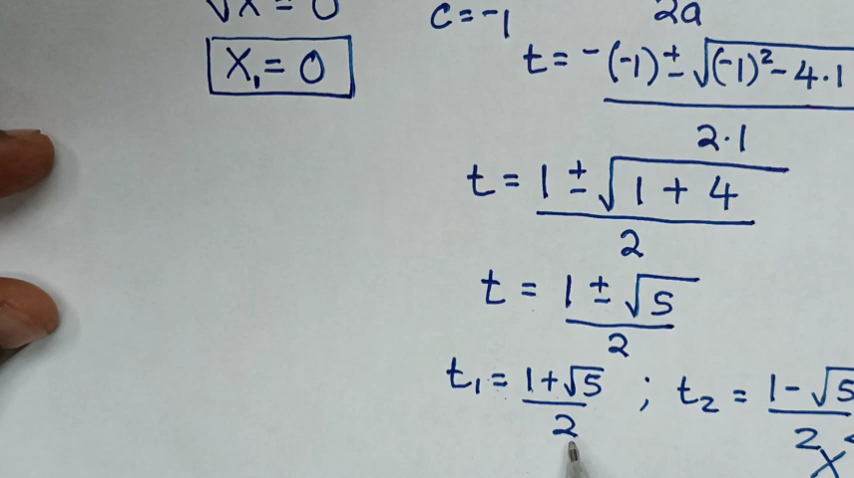 √x = 0
x₁ = 0
c = -1
2a
t = -(-1) ± √(-1)² - 4·1
2·1
t = 1 ± √1 + 4
2
t = 1 ± √5
2
t₁ = 1+√5 ; t₂ = 1-√5
2 2
x